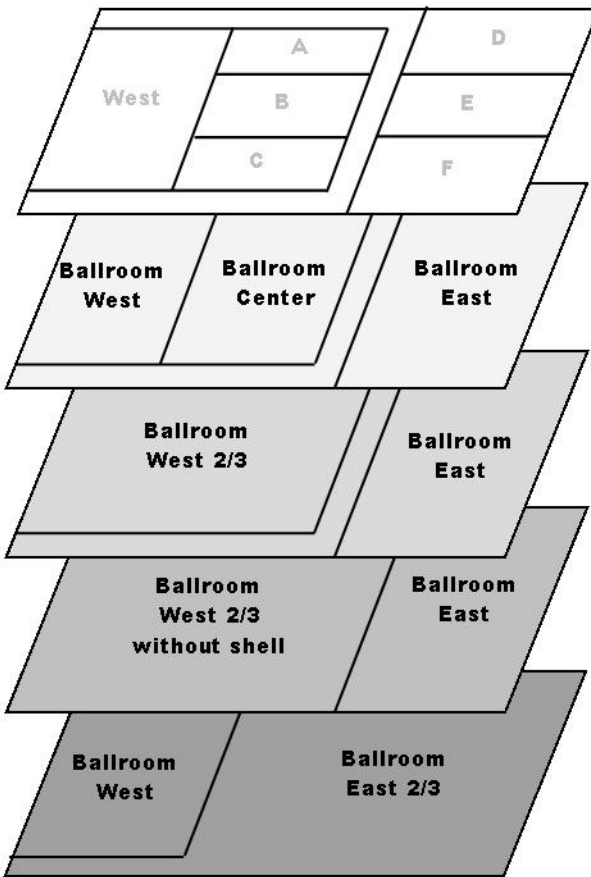 A
D
West
B
E
C
F
Ballroom
West
Ballroom
Center
Ballroom
East
Ballroom
West 2/3
Ballroom
East
Ballroom
West 2/3
without shell
Ballroom
East
Ballroom
West
Ballroom
East 2/3